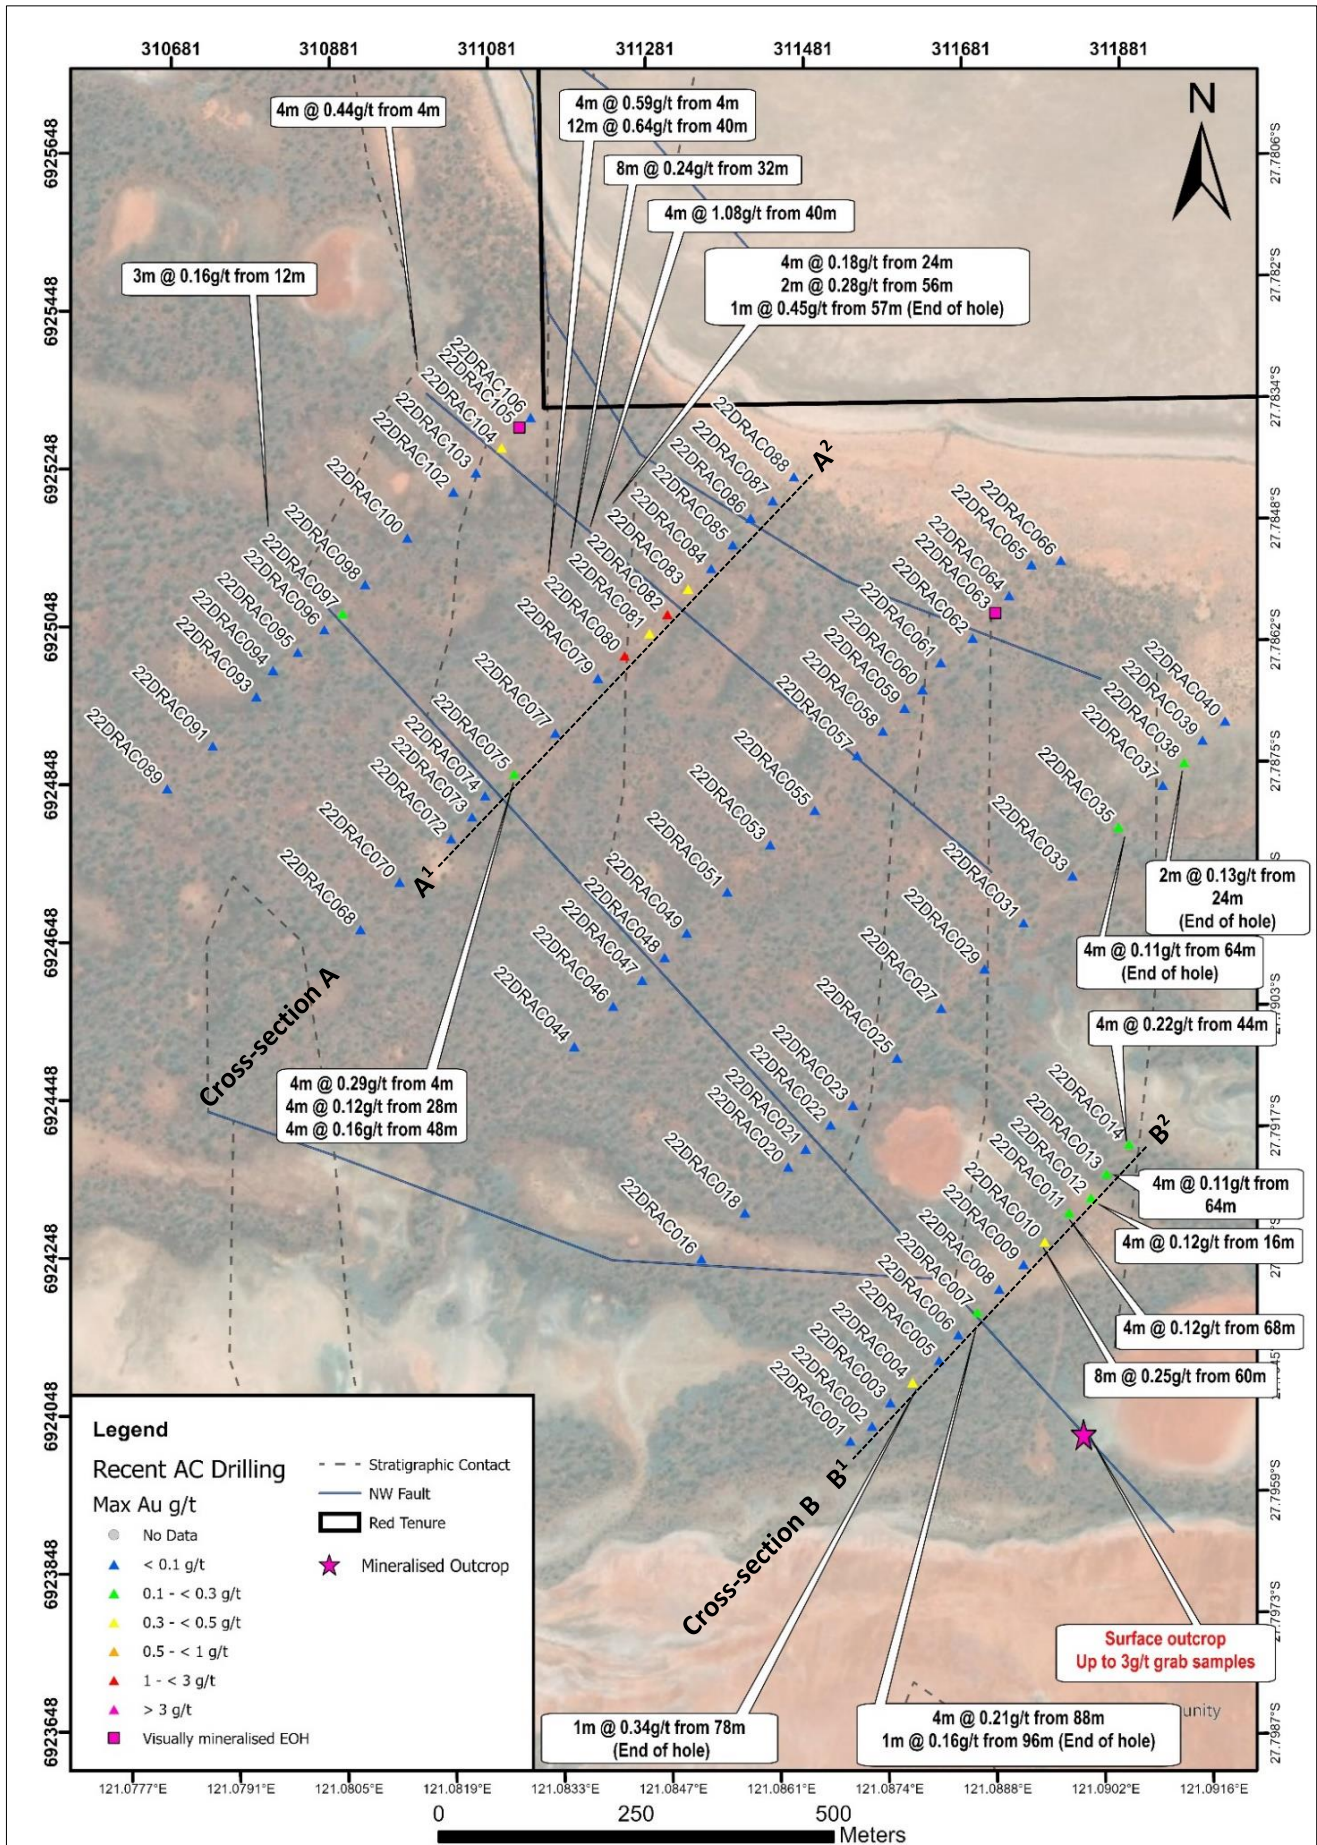 310681
310881
311081
311281
311481
311681
311881
N
6925648
6925448
6925248
6925048
6924848
6924648
6924448
6924248
6924048
6923848
6923648
27.7806°S
27.782°S
27.7834°S
27.7848°S
27.7862°S
27.7875°S
27.7903°S
27.7917°S
27.7959°S
27.7973°S
27.7987°S
4m @ 0.44g/t from 4m
4m @ 0.59g/t from 4m
12m @ 0.64g/t from 40m
8m @ 0.24g/t from 32m
4m @ 1.08g/t from 40m
4m @ 0.18g/t from 24m
2m @ 0.28g/t from 56m
1m @ 0.45g/t from 57m (End of hole)
3m @ 0.16g/t from 12m
22DRAC106
22DRAC105
22DRAC104
22DRAC103
22DRAC102
22DRAC100
22DRAC098
22DRAC097
22DRAC096
22DRAC095
22DRAC094
22DRAC093
22DRAC091
22DRAC089
22DRAC088
22DRAC087
22DRAC086
22DRAC085
22DRAC084
22DRAC083
22DRAC082
22DRAC081
22DRAC080
22DRAC079
22DRAC077
22DRAC075
22DRAC074
22DRAC073
22DRAC072
22DRAC070
22DRAC068
A²
A¹
Cross-section A
22DRAC066
22DRAC065
22DRAC064
22DRAC063
22DRAC062
22DRAC061
22DRAC060
22DRAC059
22DRAC058
22DRAC057
22DRAC055
22DRAC053
22DRAC051
22DRAC049
22DRAC048
22DRAC047
22DRAC046
22DRAC044
22DRAC040
22DRAC039
22DRAC038
22DRAC037
22DRAC035
22DRAC033
22DRAC031
22DRAC029
22DRAC027
22DRAC025
22DRAC023
22DRAC022
22DRAC021
22DRAC020
22DRAC018
22DRAC016
2m @ 0.13g/t from
24m
(End of hole)
4m @ 0.11g/t from 64m
(End of hole)
4m @ 0.22g/t from 44m
4m @ 0.29g/t from 4m
4m @ 0.12g/t from 28m
4m @ 0.16g/t from 48m
22DRAC014
22DRAC013
22DRAC012
22DRAC011
22DRAC010
22DRAC009
22DRAC008
22DRAC007
22DRAC006
22DRAC005
22DRAC004
22DRAC003
22DRAC002
22DRAC001
B²
B¹
Cross-section B
4m @ 0.11g/t from
64m
4m @ 0.12g/t from 16m
4m @ 0.12g/t from 68m
8m @ 0.25g/t from 60m
Surface outcrop
Up to 3g/t grab samples
1m @ 0.34g/t from 78m
(End of hole)
4m @ 0.21g/t from 88m
1m @ 0.16g/t from 96m (End of hole)
unity
Legend
Recent AC Drilling
Max Au g/t
No Data
< 0.1 g/t
0.1 - < 0.3 g/t
0.3 - < 0.5 g/t
0.5 - < 1 g/t
1 - < 3 g/t
> 3 g/t
Visually mineralised EOH
Stratigraphic Contact
NW Fault
Red Tenure
Mineralised Outcrop
121.0777°E
121.0791°E
121.0805°E
121.0819°E
121.0833°E
121.0847°E
121.0861°E
121.0874°E
121.0888°E
121.0902°E
121.0916°E
0
250
500
Meters